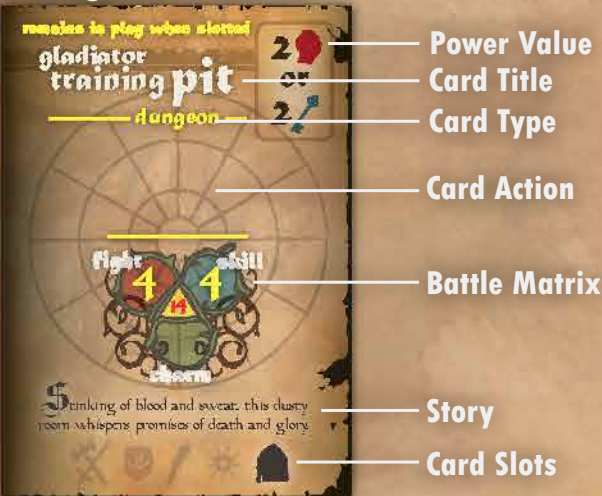 remains in play when slotted
gladiator
training pit
dungeon
2
or
2
Power Value
Card Title
Card Type
Card Action
fight
skill
4
4
14
charm
Battle Matrix
Stinking of blood and sweat, this dusty
room whispers promises of death and glory.
Story
Card Slots